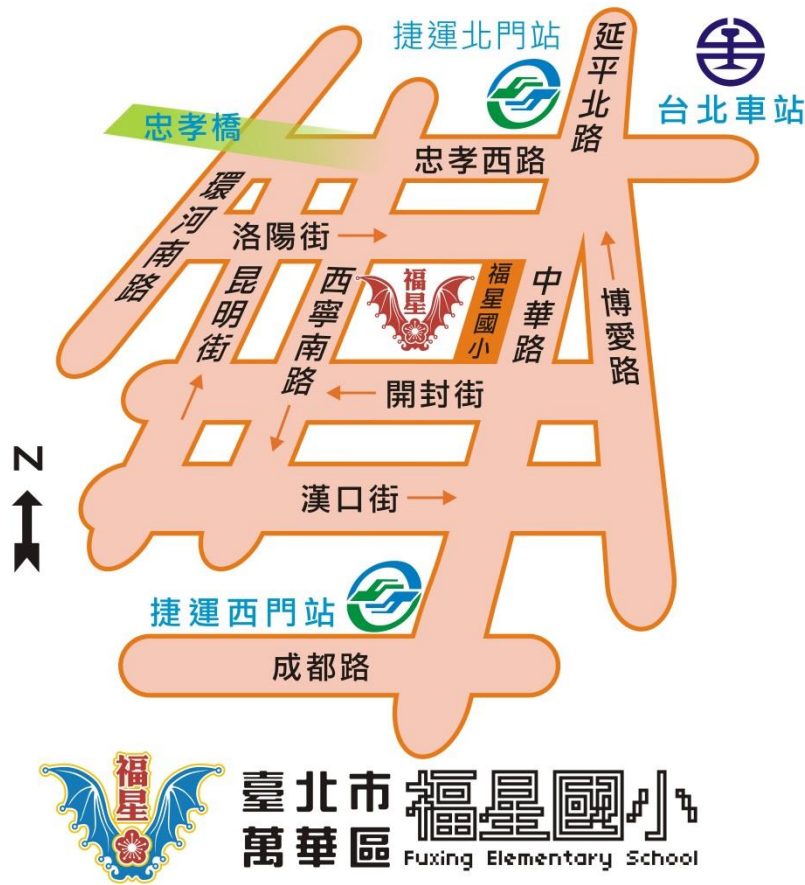 捷運北門站
延平北路
台北車站
忠孝橋
忠孝西路
環河南路
洛陽街
昆明街
西寧南路
福星
福星國小
中華路
博愛路
開封街
N
漢口街
捷運西門站
成都路
福星
臺北市
萬華區
福星國小
Fuxing Elementary School